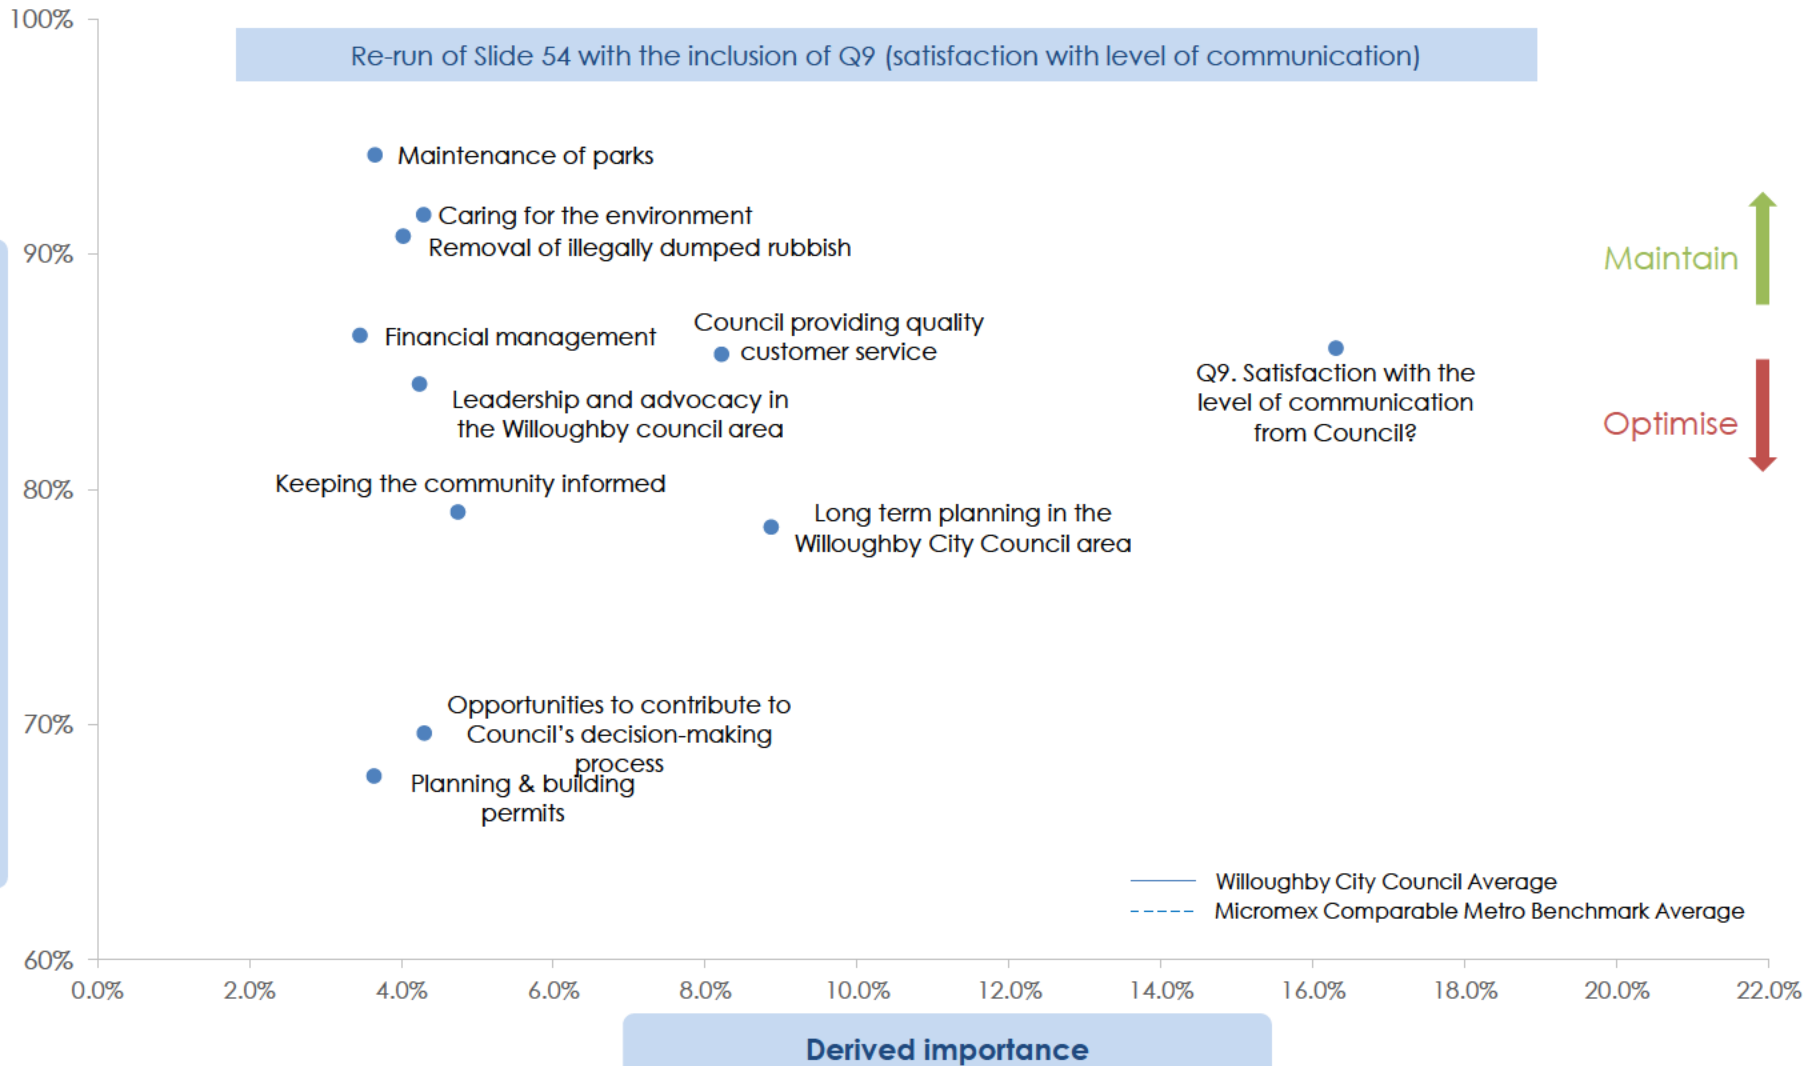 100%
Re-run of Slide 54 with the inclusion of Q9 (satisfaction with level of communication)
Maintenance of parks
Caring for the environment
Removal of illegally dumped rubbish
90%
Maintain
Financial management
Council providing quality
customer service
Q9. Satisfaction with the
level of communication
from Council?
Leadership and advocacy in
the Willoughby council area
Optimise
80%
Keeping the community informed
Long term planning in the
Willoughby City Council area
70%
Opportunities to contribute to
Council’s decision-making
process
Planning & building
permits
Willoughby City Council Average
Micromex Comparable Metro Benchmark Average
60%
0.0% 2.0% 4.0% 6.0% 8.0% 10.0% 12.0% 14.0% 16.0% 18.0% 20.0% 22.0%
Derived importance